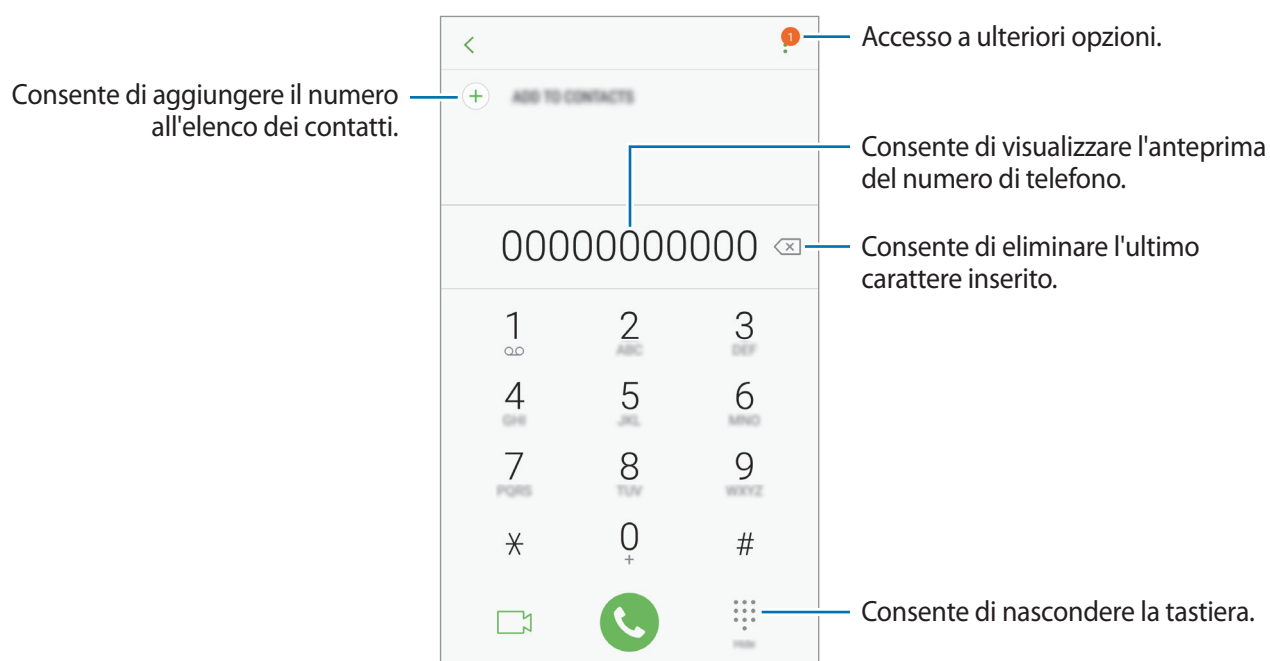 1
Accesso a ulteriori opzioni.
Consente di aggiungere il numero
all'elenco dei contatti.
ADD TO CONTACTS
Consente di visualizzare l'anteprima
del numero di telefono.
00000000000
Consente di eliminare l'ultimo
carattere inserito.
1 2 3
ABC DEF
4 5 6
GHI JKL MNO
7 8 9
PQRS TUV WXYZ
* 0 #
+
Consente di nascondere la tastiera.
Hide